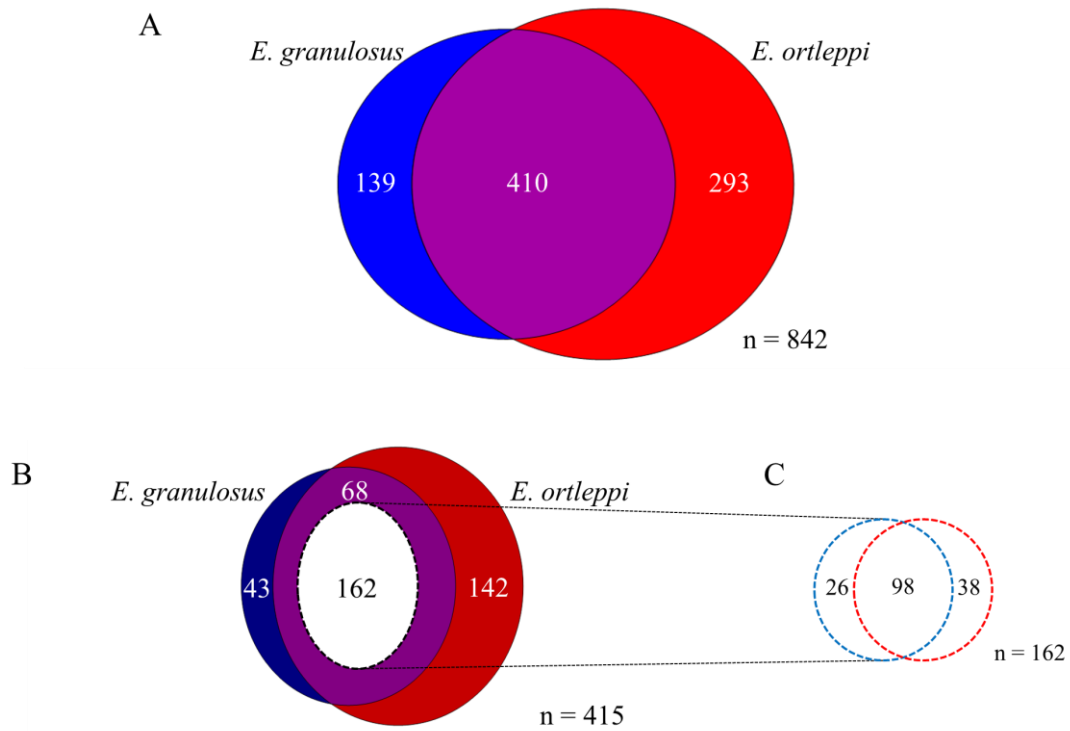 A
E. granulosus
E. ortleppi
139
410
293
n = 842
B
C
E. granulosus
68
E. ortleppi
43
162
142
26
98
38
n = 162
n = 415